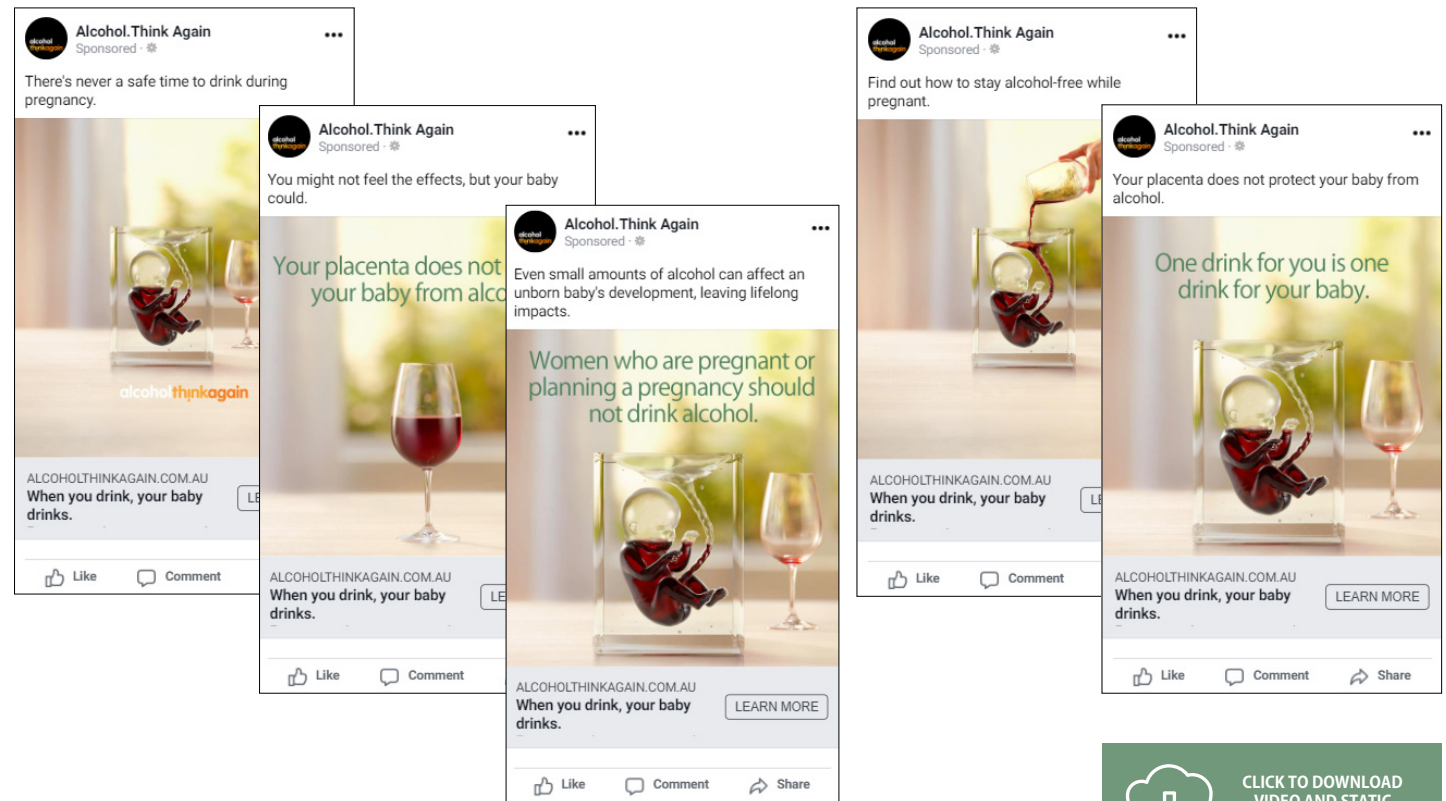 Alcohol.Think Again
Sponsored ·
There's never a safe time to drink during
pregnancy.
alcoholthinkagain
ALCOHOLTHINKAGAIN.COM.AU
When you drink, your baby
drinks.
LE
Like
Comment
Alcohol.Think Again
Sponsored ·
You might not feel the effects, but your baby
could.
Your placenta does not
your baby from alco
ALCOHOLTHINKAGAIN.COM.AU
When you drink, your baby
drinks.
LE
Like
Comment
Alcohol.Think Again
Sponsored ·
Even small amounts of alcohol can affect an
unborn baby's development, leaving lifelong
impacts.
Women who are pregnant or
planning a pregnancy should
not drink alcohol.
ALCOHOLTHINKAGAIN.COM.AU
When you drink, your baby
drinks.
LEARN MORE
Like
Comment
Share
Alcohol.Think Again
Sponsored ·
Find out how to stay alcohol-free while
pregnant.
ALCOHOLTHINKAGAIN.COM.AU
When you drink, your baby
drinks.
LE
Like
Comment
Alcohol.Think Again
Sponsored ·
Your placenta does not protect your baby from
alcohol.
One drink for you is one
drink for your baby.
ALCOHOLTHINKAGAIN.COM.AU
When you drink, your baby
drinks.
LEARN MORE
Like
Comment
Share
CLICK TO DOWNLOAD
VIDEO AND STATIC